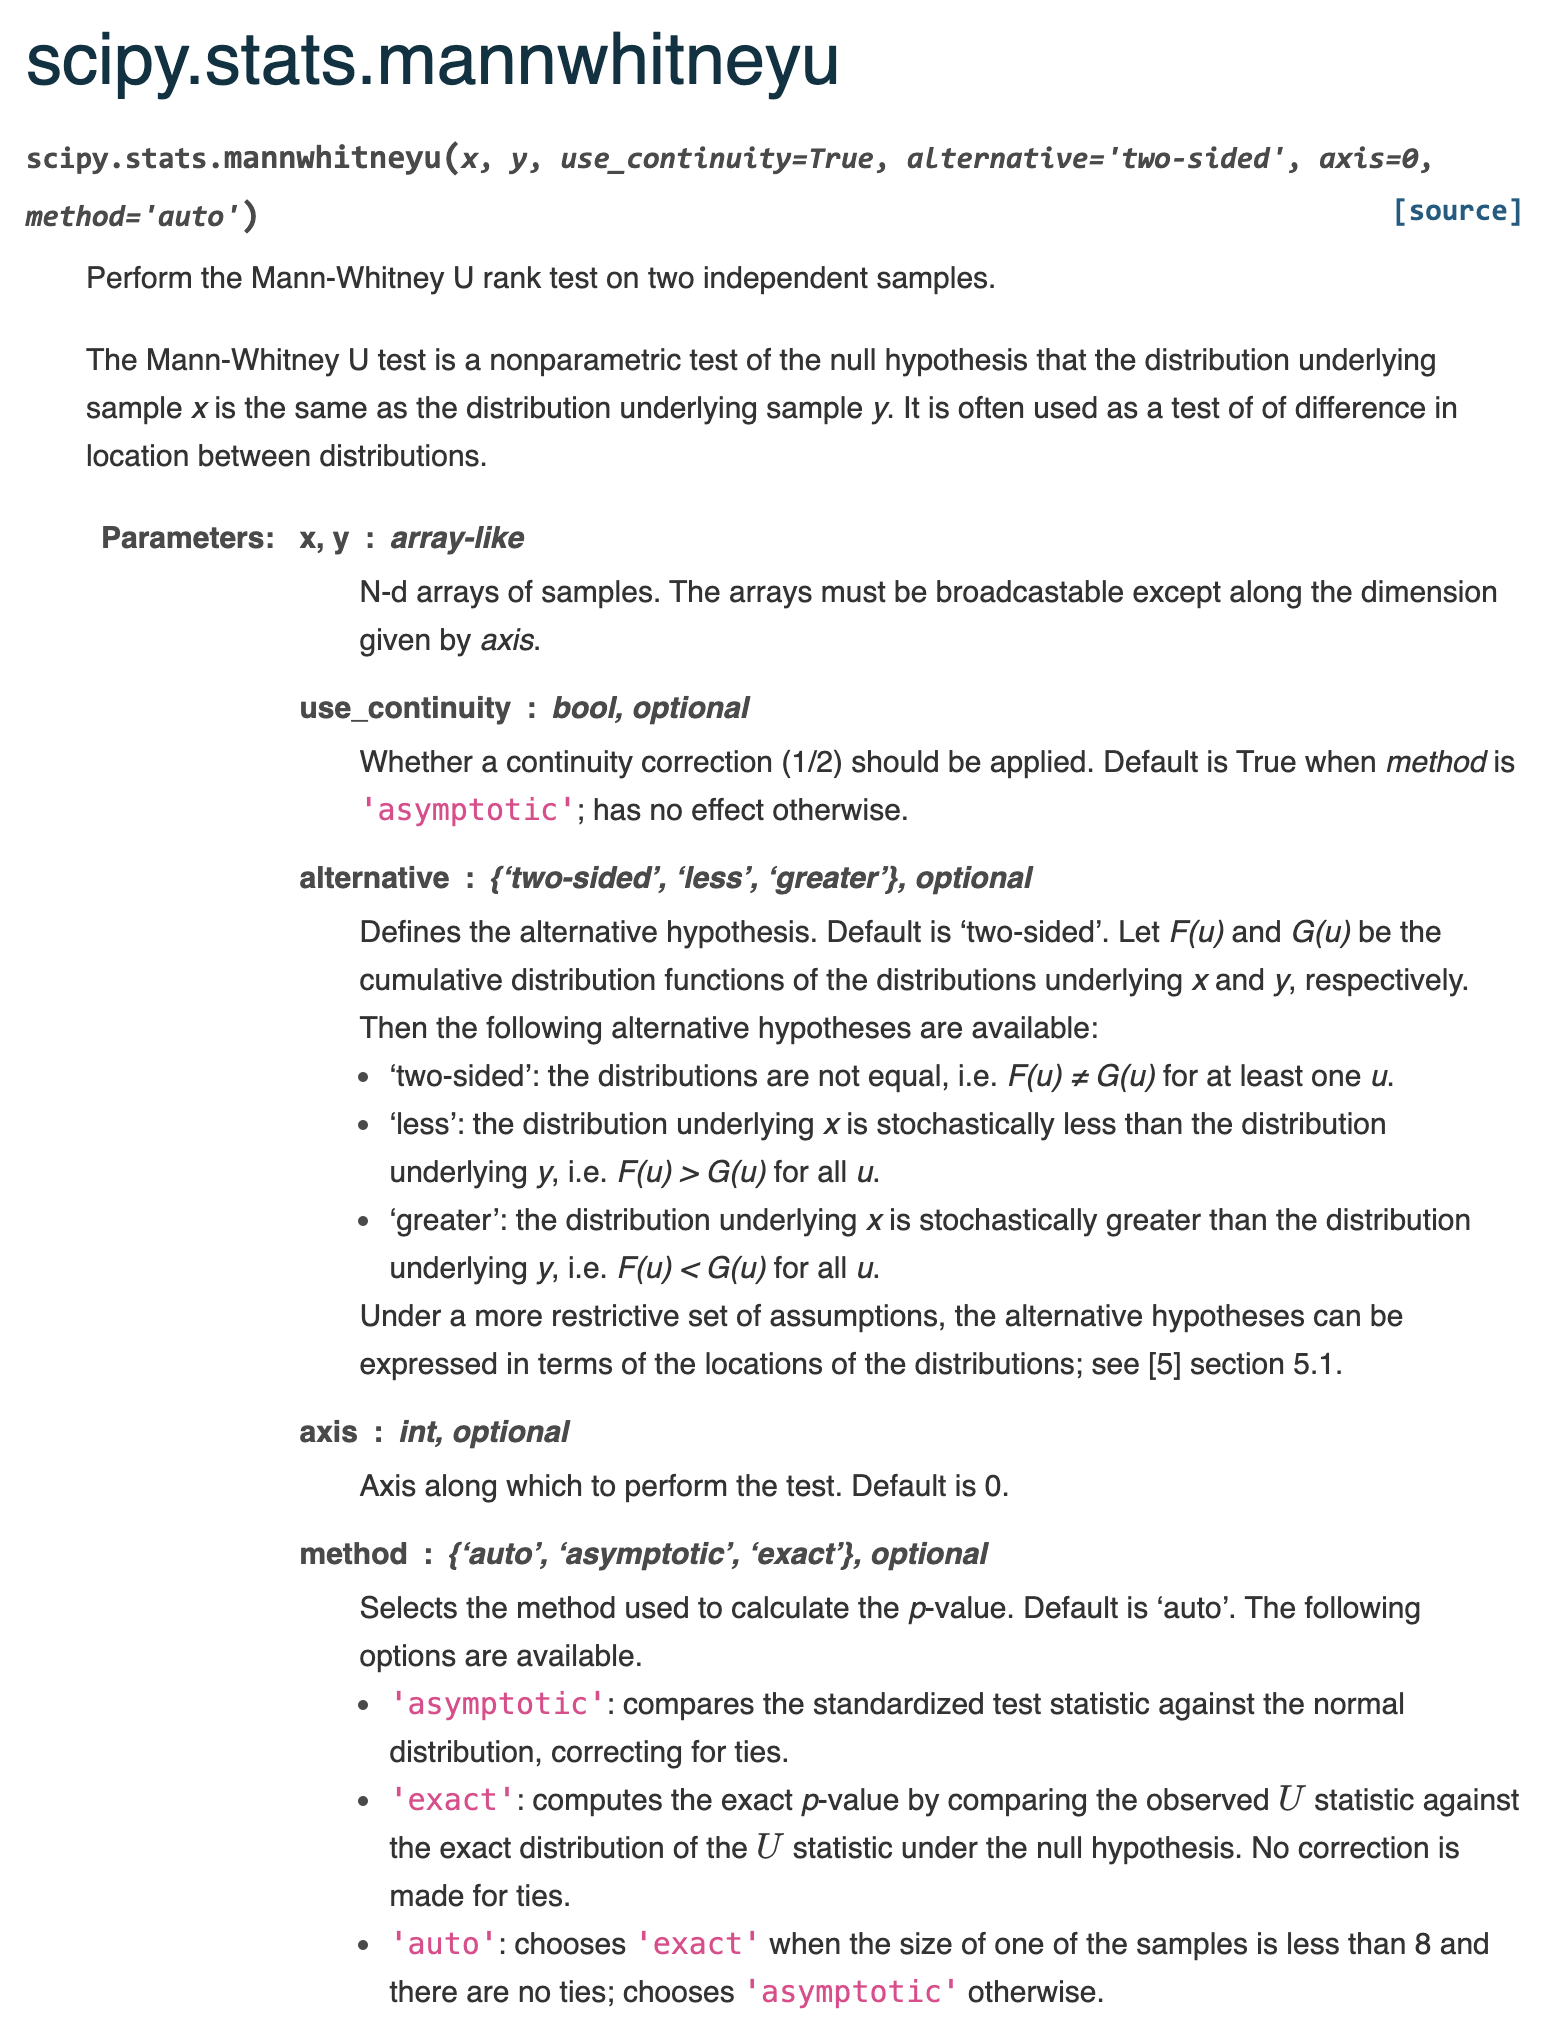 scipy.stats.mannwhitneyu
scipy.stats.mannwhitneyu(x, y, use_continuity=True, alternative='two-sided', axis=0,
method='auto') [source]
Perform the Mann-Whitney U rank test on two independent samples.
The Mann-Whitney U test is a nonparametric test of the null hypothesis that the distribution underlying
sample x is the same as the distribution underlying sample y. It is often used as a test of of difference in
location between distributions.
Parameters: x, y : array-like
N-d arrays of samples. The arrays must be broadcastable except along the dimension
given by axis.
use_continuity : bool, optional
Whether a continuity correction (1/2) should be applied. Default is True when method is
'asymptotic'; has no effect otherwise.
alternative : {‘two-sided’, ‘less’, ‘greater’}, optional
Defines the alternative hypothesis. Default is ‘two-sided’. Let F(u) and G(u) be the
cumulative distribution functions of the distributions underlying x and y, respectively.
Then the following alternative hypotheses are available:
• ‘two-sided’: the distributions are not equal, i.e. F(u) ≠ G(u) for at least one u.
• ‘less’: the distribution underlying x is stochastically less than the distribution
underlying y, i.e. F(u) > G(u) for all u.
• ‘greater’: the distribution underlying x is stochastically greater than the distribution
underlying y, i.e. F(u) < G(u) for all u.
Under a more restrictive set of assumptions, the alternative hypotheses can be
expressed in terms of the locations of the distributions; see [5] section 5.1.
axis : int, optional
Axis along which to perform the test. Default is 0.
method : {‘auto’, ‘asymptotic’, ‘exact’}, optional
Selects the method used to calculate the p-value. Default is ‘auto’. The following
options are available.
• 'asymptotic': compares the standardized test statistic against the normal
distribution, correcting for ties.
• 'exact': computes the exact p-value by comparing the observed U statistic against
the exact distribution of the U statistic under the null hypothesis. No correction is
made for ties.
• 'auto': chooses 'exact' when the size of one of the samples is less than 8 and
there are no ties; chooses 'asymptotic' otherwise.